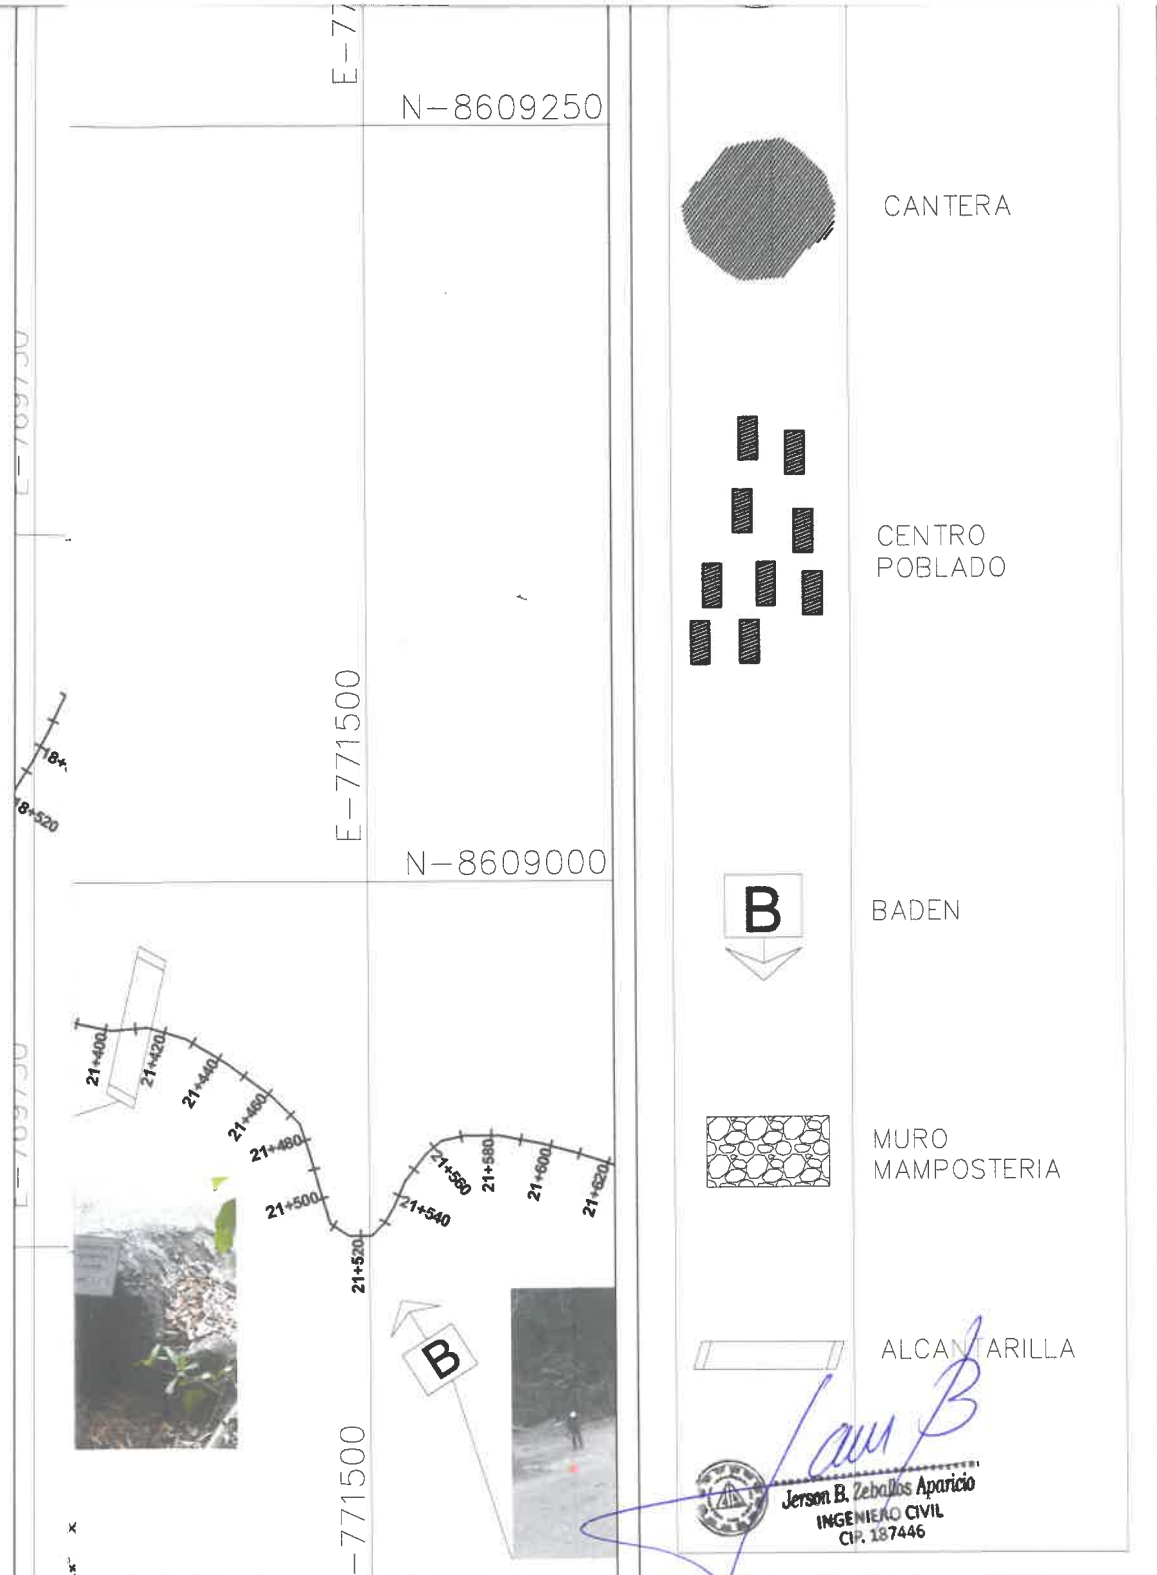 N-8609250
CANTERA
CENTRO
POBLADO
E-771500
18+520
N-8609000
B
BADEN
21+400
21+420
21+440
21+460
21+480
21+500
21+520
21+540
21+560
21+580
21+600
21+620
MURO
MAMPOSTERIA
B
ALCANTARILLA
Jerson B. Zeballos Aparicio
INGENIERO CIVIL
CIP. 187446
-771500